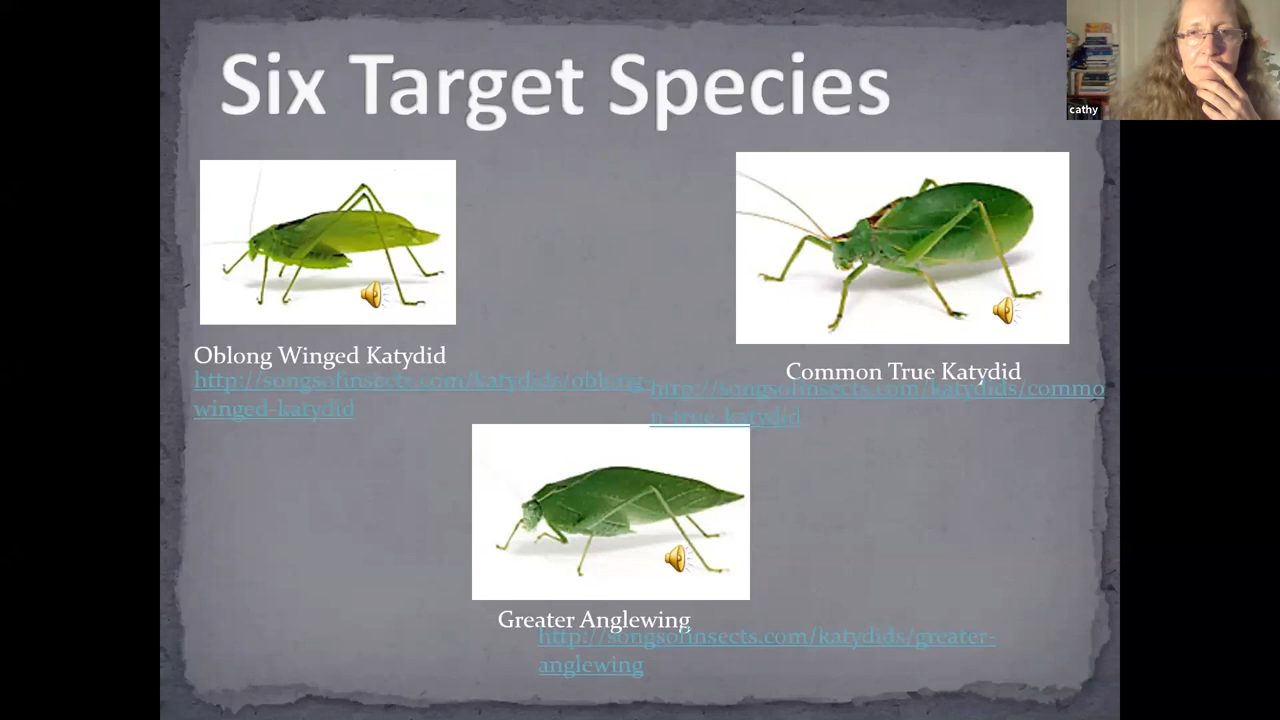 Six Target Species
cathy
Oblong Winged Katydid
http://songsofinsects.com/katydids/oblong-
winged-katydid
Common True Katydid
http://songsofinsects.com/katydids/commo
n-true-katydid
Greater Anglewing
http://songsofinsects.com/katydids/greater-
anglewing